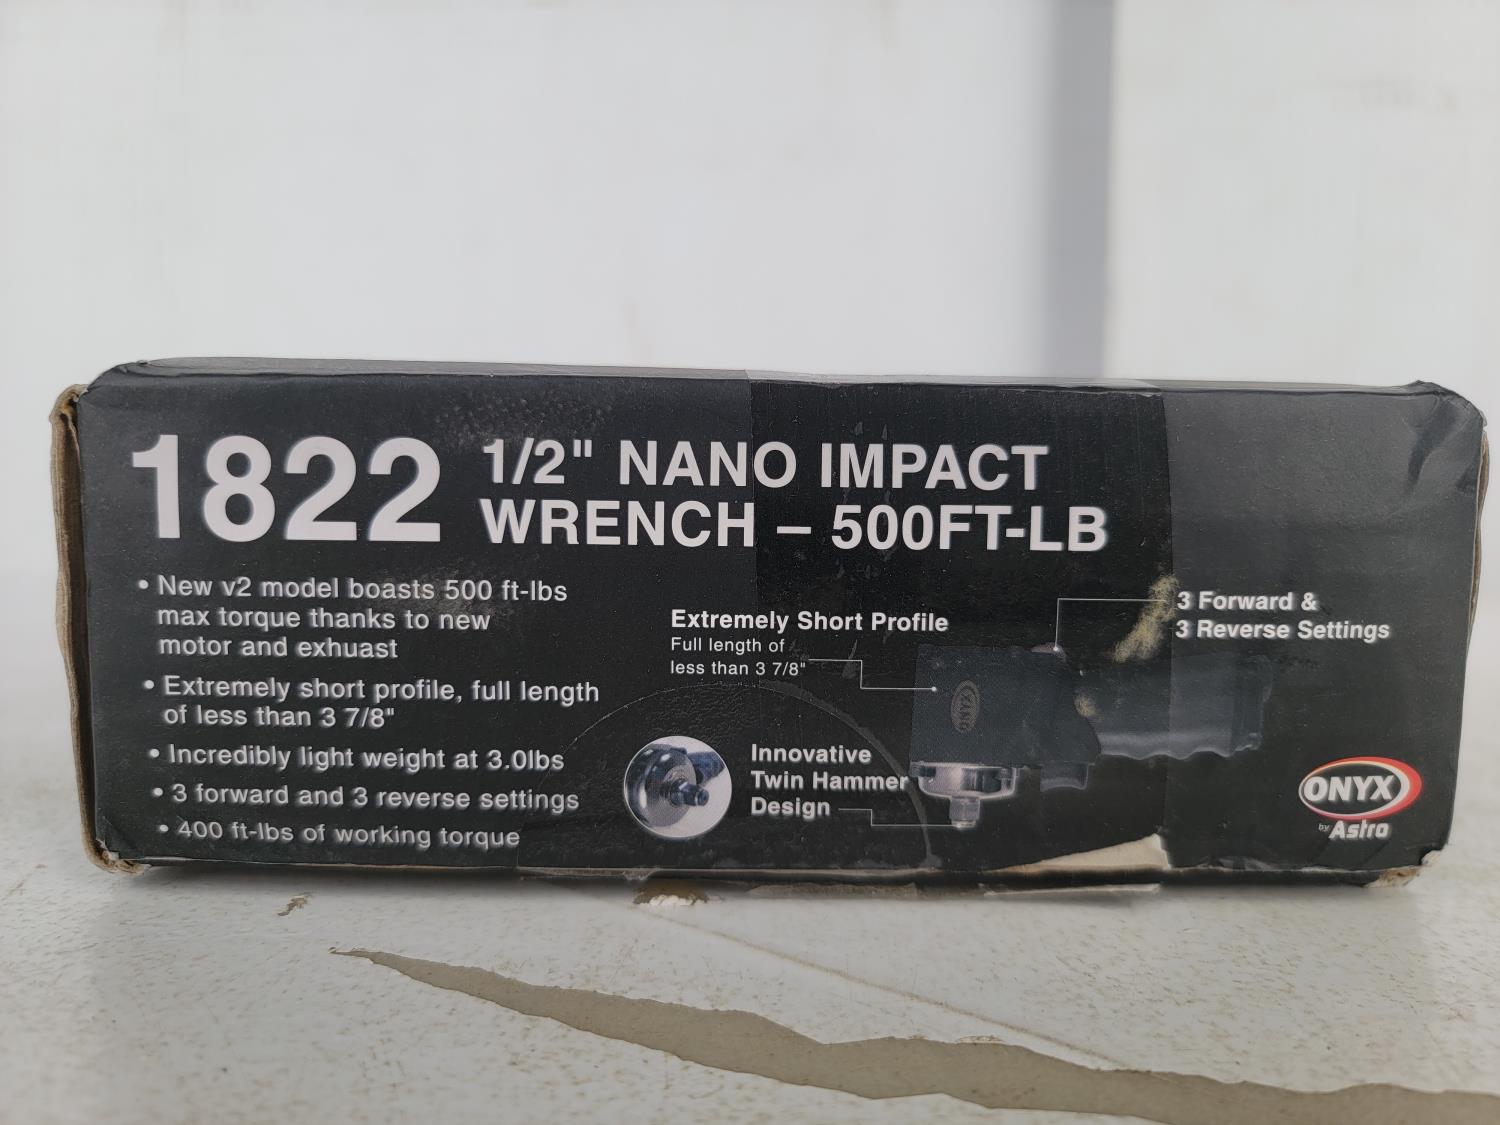 1822
1/2" NANO IMPACT
WRENCH – 500FT-LB
• New v2 model boasts 500 ft-lbs
max torque thanks to new
motor and exhuast
• Extremely short profile, full length
of less than 3 7/8"
• Incredibly light weight at 3.0lbs
• 3 forward and 3 reverse settings
• 400 ft-lbs of working torque
Extremely Short Profile
Full length of
less than 3 7/8"
3 Forward &
3 Reverse Settings
Innovative
Twin Hammer
Design
ONYX
ONYX
by Astro